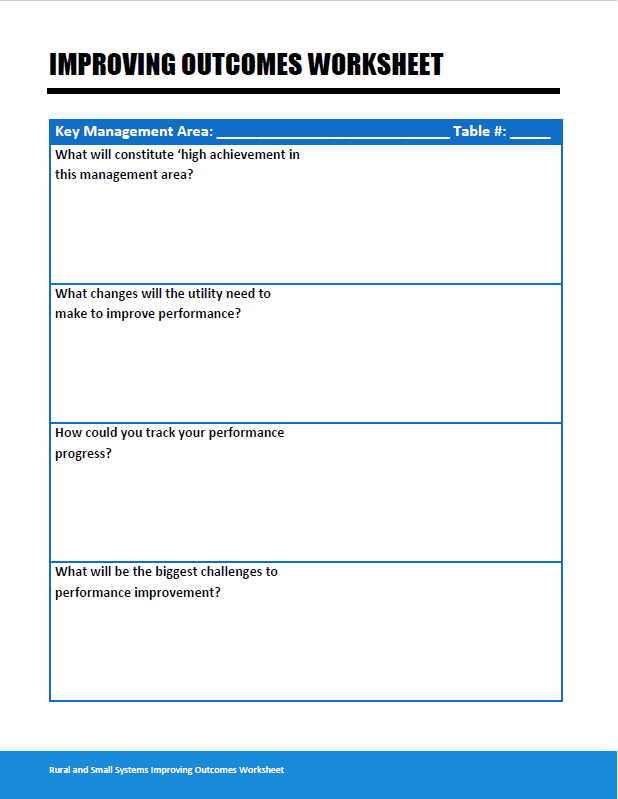 IMPROVING OUTCOMES WORKSHEET
Key Management Area: _____________________________ Table #: _____
What will constitute ‘high achievement in
this management area?
What changes will the utility need to
make to improve performance?
How could you track your performance
progress?
What will be the biggest challenges to
performance improvement?
Rural and Small Systems Improving Outcomes Worksheet